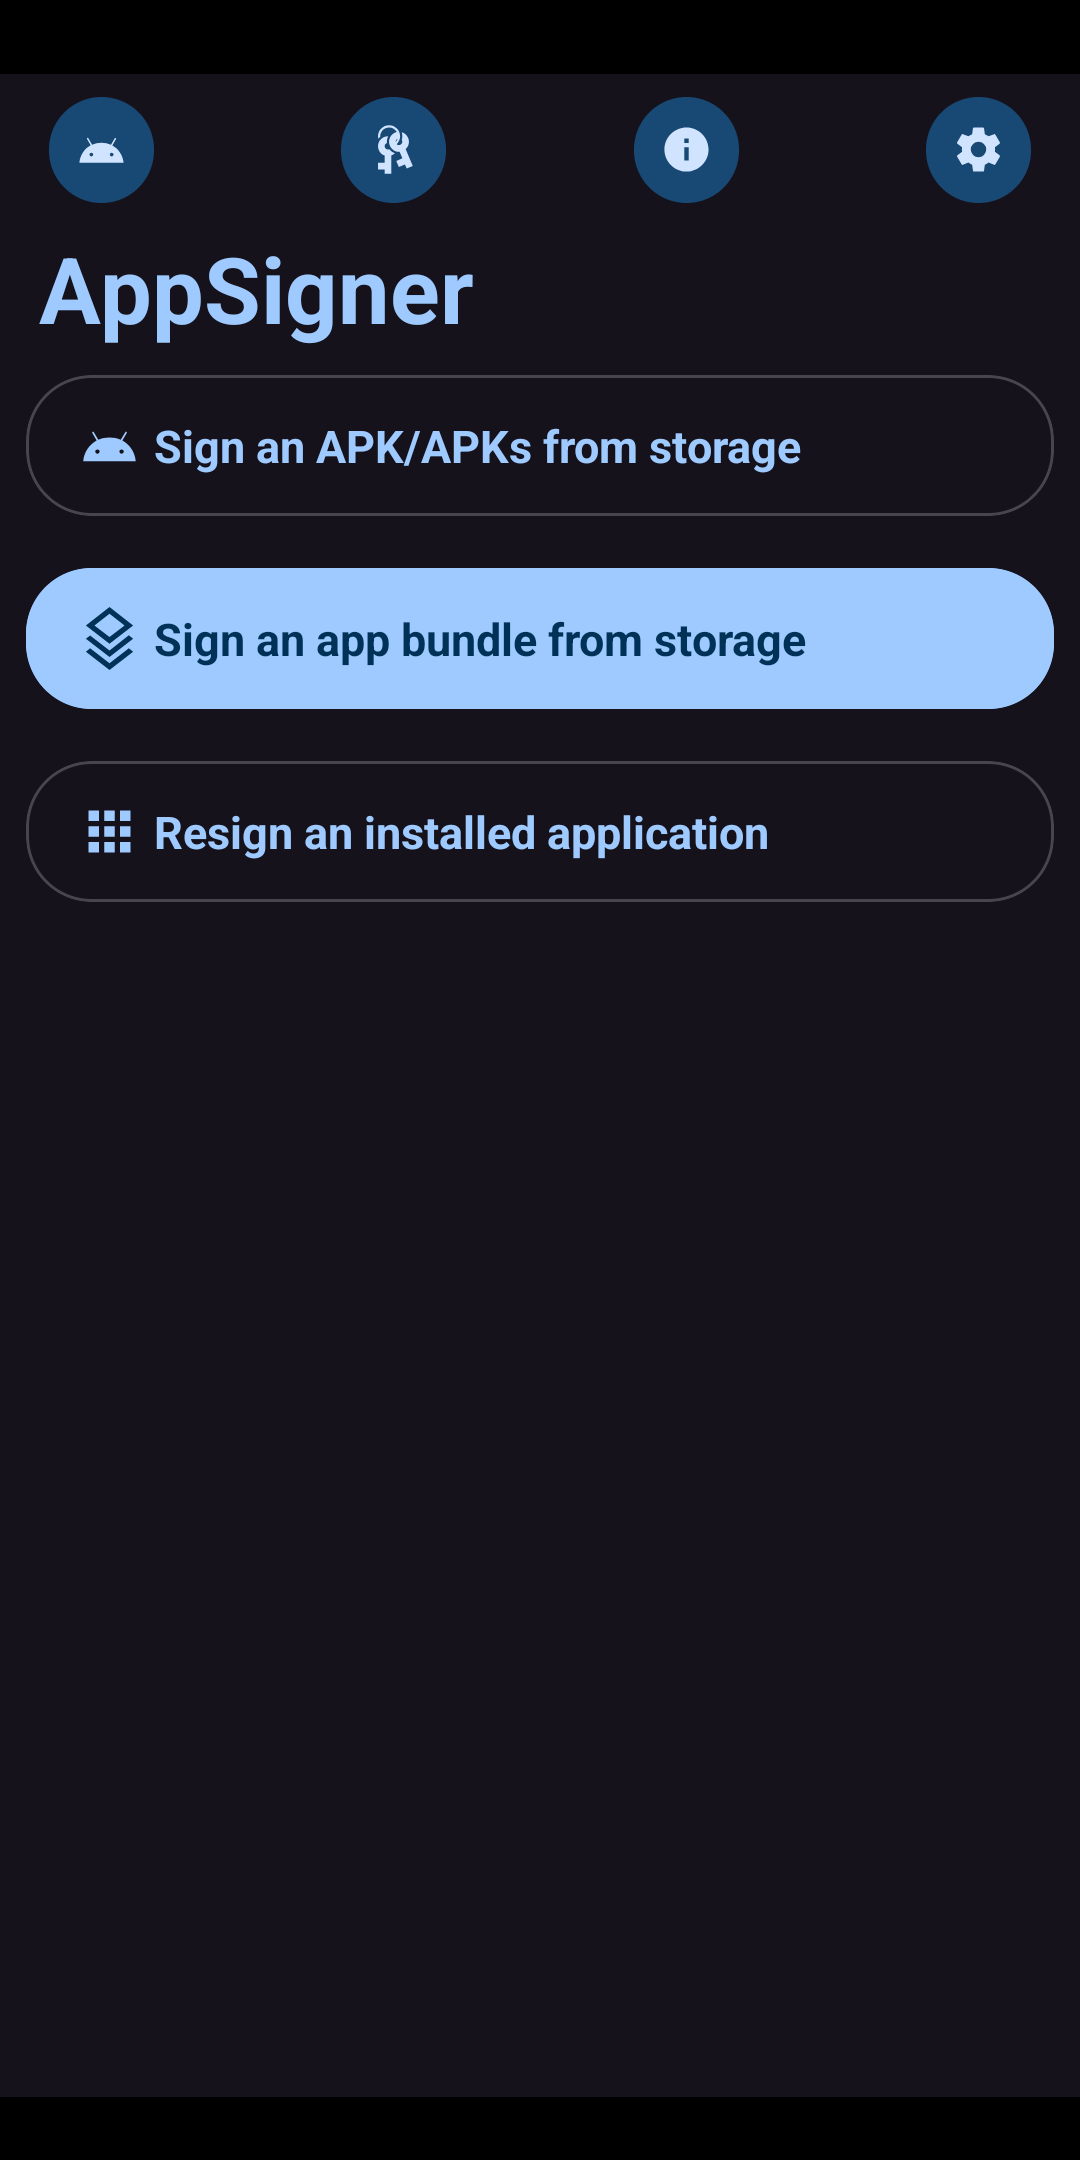 AppSigner
Sign an APK/APKs from storage
Sign an app bundle from storage
Resign an installed application